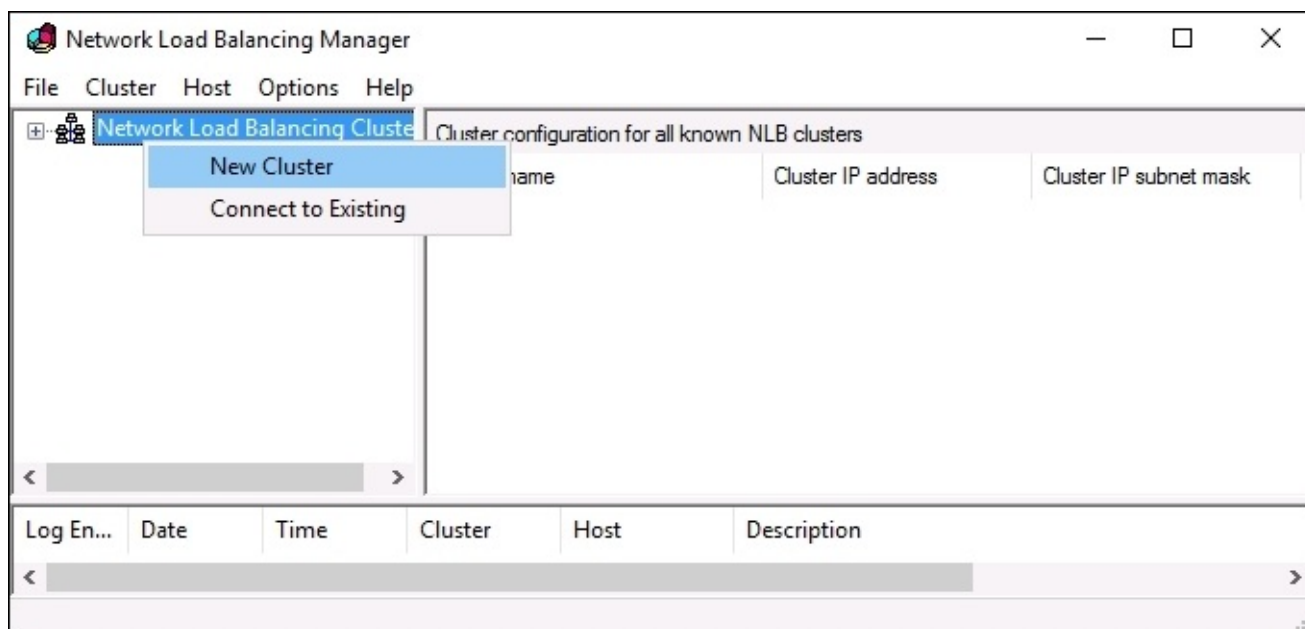 Network Load Balancing Manager
File Cluster Host Options Help
Network Load Balancing Cluste
Cluster configuration for all known NLB clusters
New Cluster
Connect to Existing
name Cluster IP address Cluster IP subnet mask
Log En... Date Time Cluster Host Description